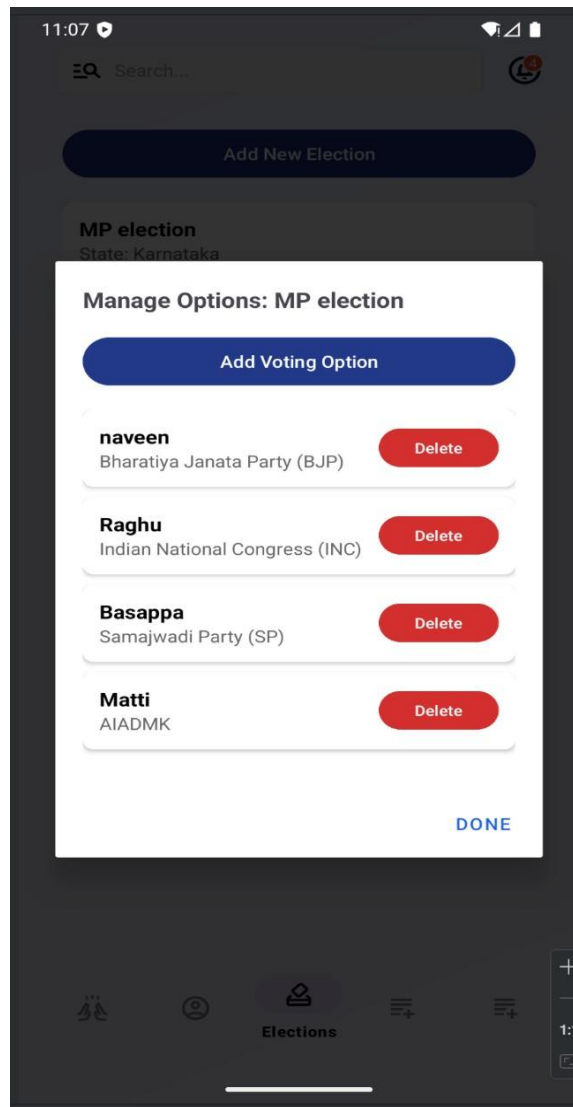 11:07
Search...
4
Add New Election
MP election
State: Karnataka
Manage Options: MP election
Add Voting Option
naveen
Bharatiya Janata Party (BJP)
Delete
Raghu
Indian National Congress (INC)
Delete
Basappa
Samajwadi Party (SP)
Delete
Matti
AIADMK
Delete
DONE
Elections